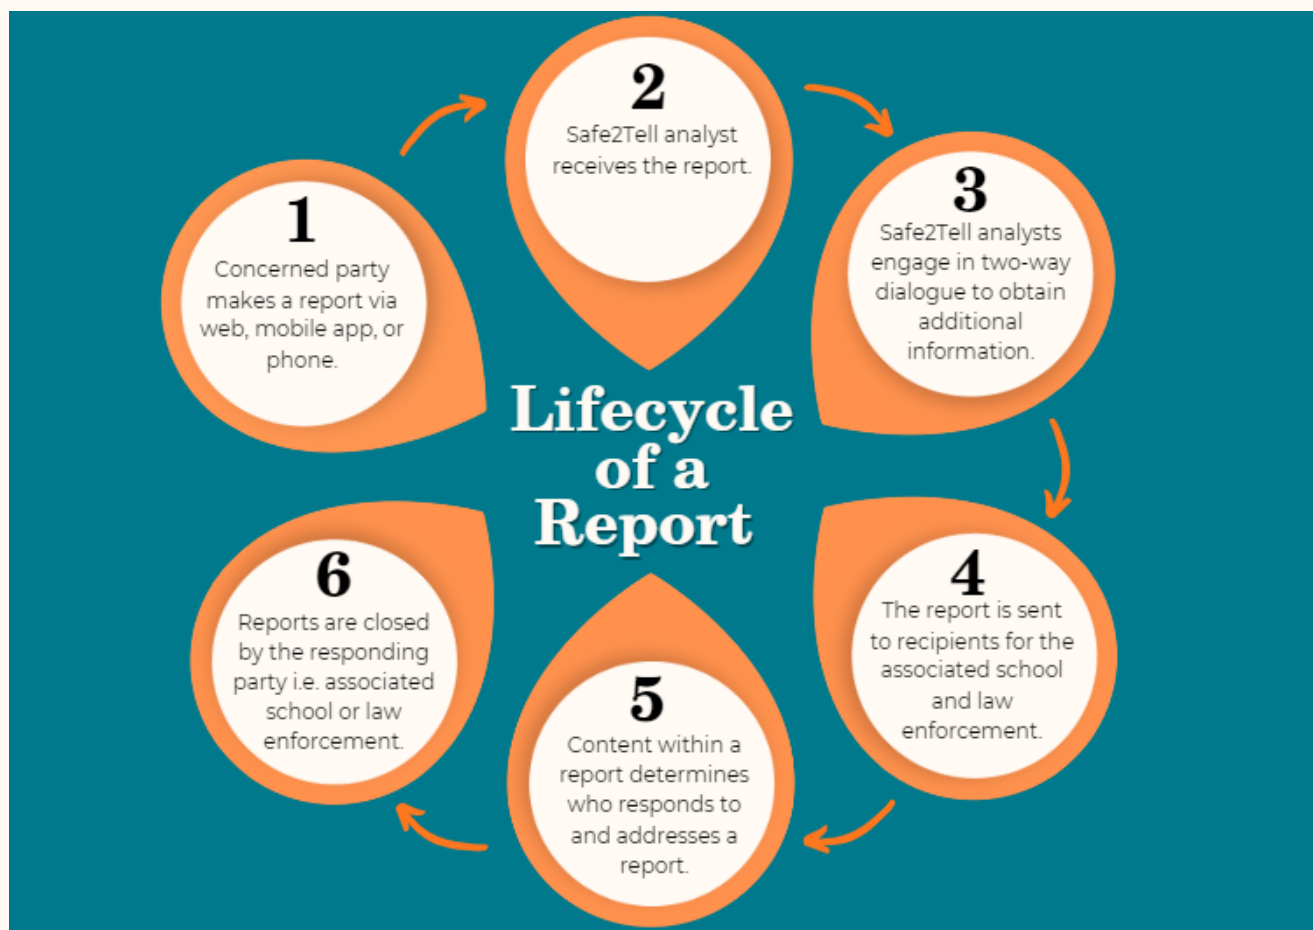 Lifecycle
of a
Report
1
Concerned party
makes a report via
web, mobile app, or
phone.
2
Safe2Tell analyst
receives the report.
3
Safe2Tell analysts
engage in two-way
dialogue to obtain
additional
information.
4
The report is sent
to recipients for the
associated school
and law
enforcement.
5
Content within a
report determines
who responds to
and addresses a
report.
6
Reports are closed
by the responding
party i.e. associated
school or law
enforcement.